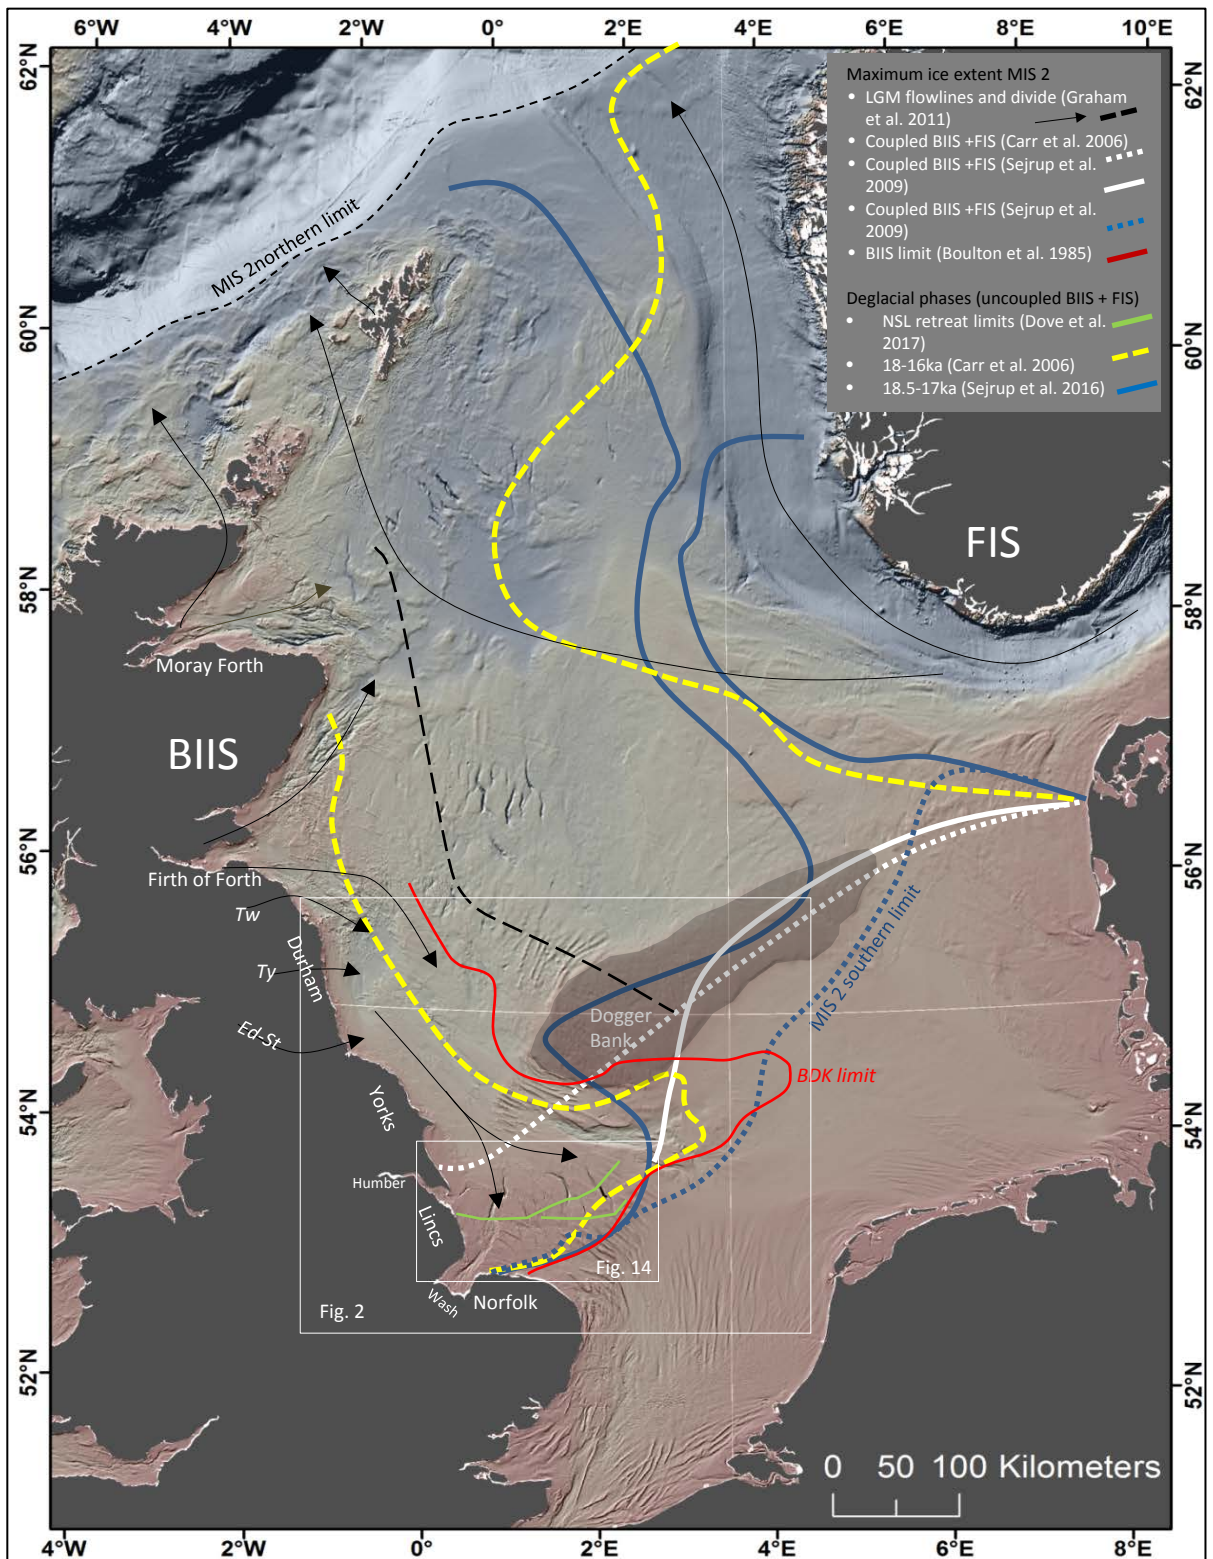 6°W 4°W 2°W 0° 2°E 4°E 6°E 8°E 10°E
62°N
62°N
Maximum ice extent MIS 2
• LGM flowlines and divide (Graham
et al. 2011)
• Coupled BIIS +FIS (Carr et al. 2006)
• Coupled BIIS +FIS (Sejrup et al.
2009)
• Coupled BIIS +FIS (Sejrup et al.
2009)
• BIIS limit (Boulton et al. 1985)
Deglacial phases (uncoupled BIIS + FIS)
• NSL retreat limits (Dove et al.
2017)
• 18-16ka (Carr et al. 2006)
• 18.5-17ka (Sejrup et al. 2016)
MIS 2northern limit
60°N
60°N
FIS
58°N
58°N
Moray Forth
BIIS
56°N
56°N
Firth of Forth
Tw
Durham
Ty
MIS 2 southern limit
Ed-St
Dogger
Bank
BDK limit
Yorks
54°N
54°N
Humber
Lincs
Fig. 14
Wash
Norfolk
Fig. 2
52°N
52°N
0 50 100 Kilometers
4°W 2°W 0 2°E 4°E 6°E 8°E